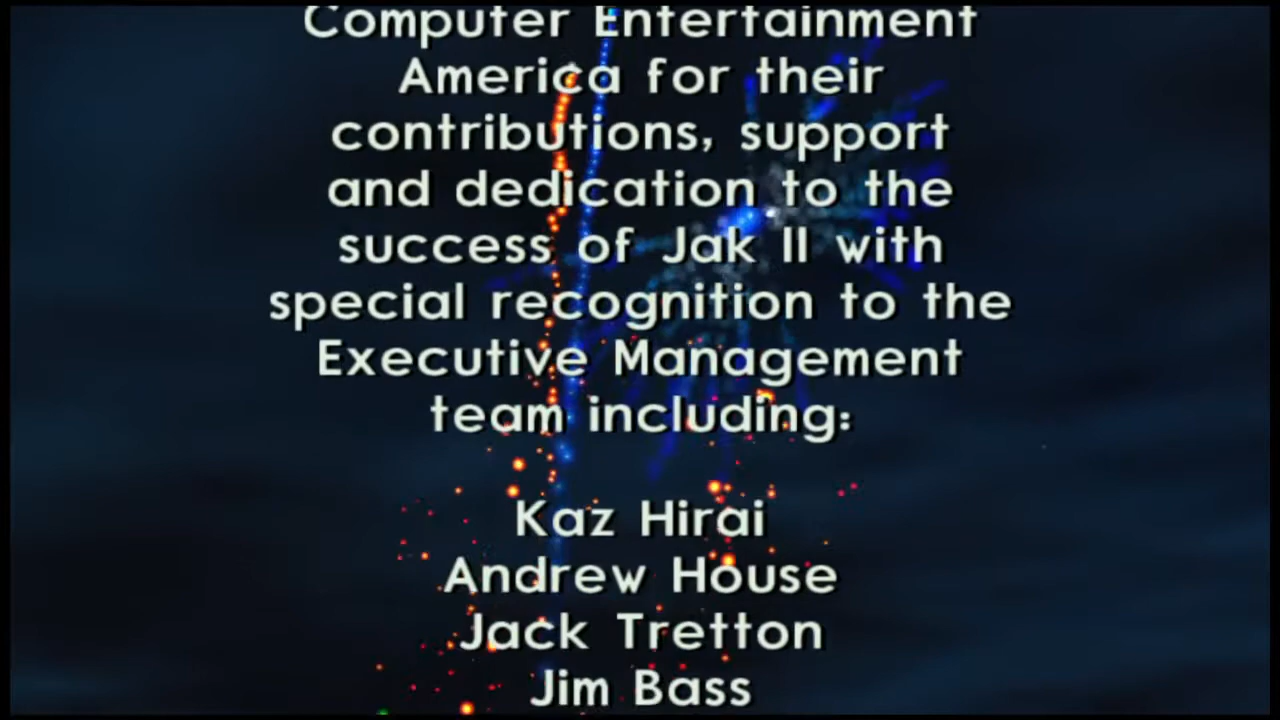 Computer Entertainment
America for their
contributions, support
and dedication to the
success of Jak II with
special recognition to the
Executive Management
team including:
Kaz Hirai
Andrew House
Jack Tretton
Jim Bass